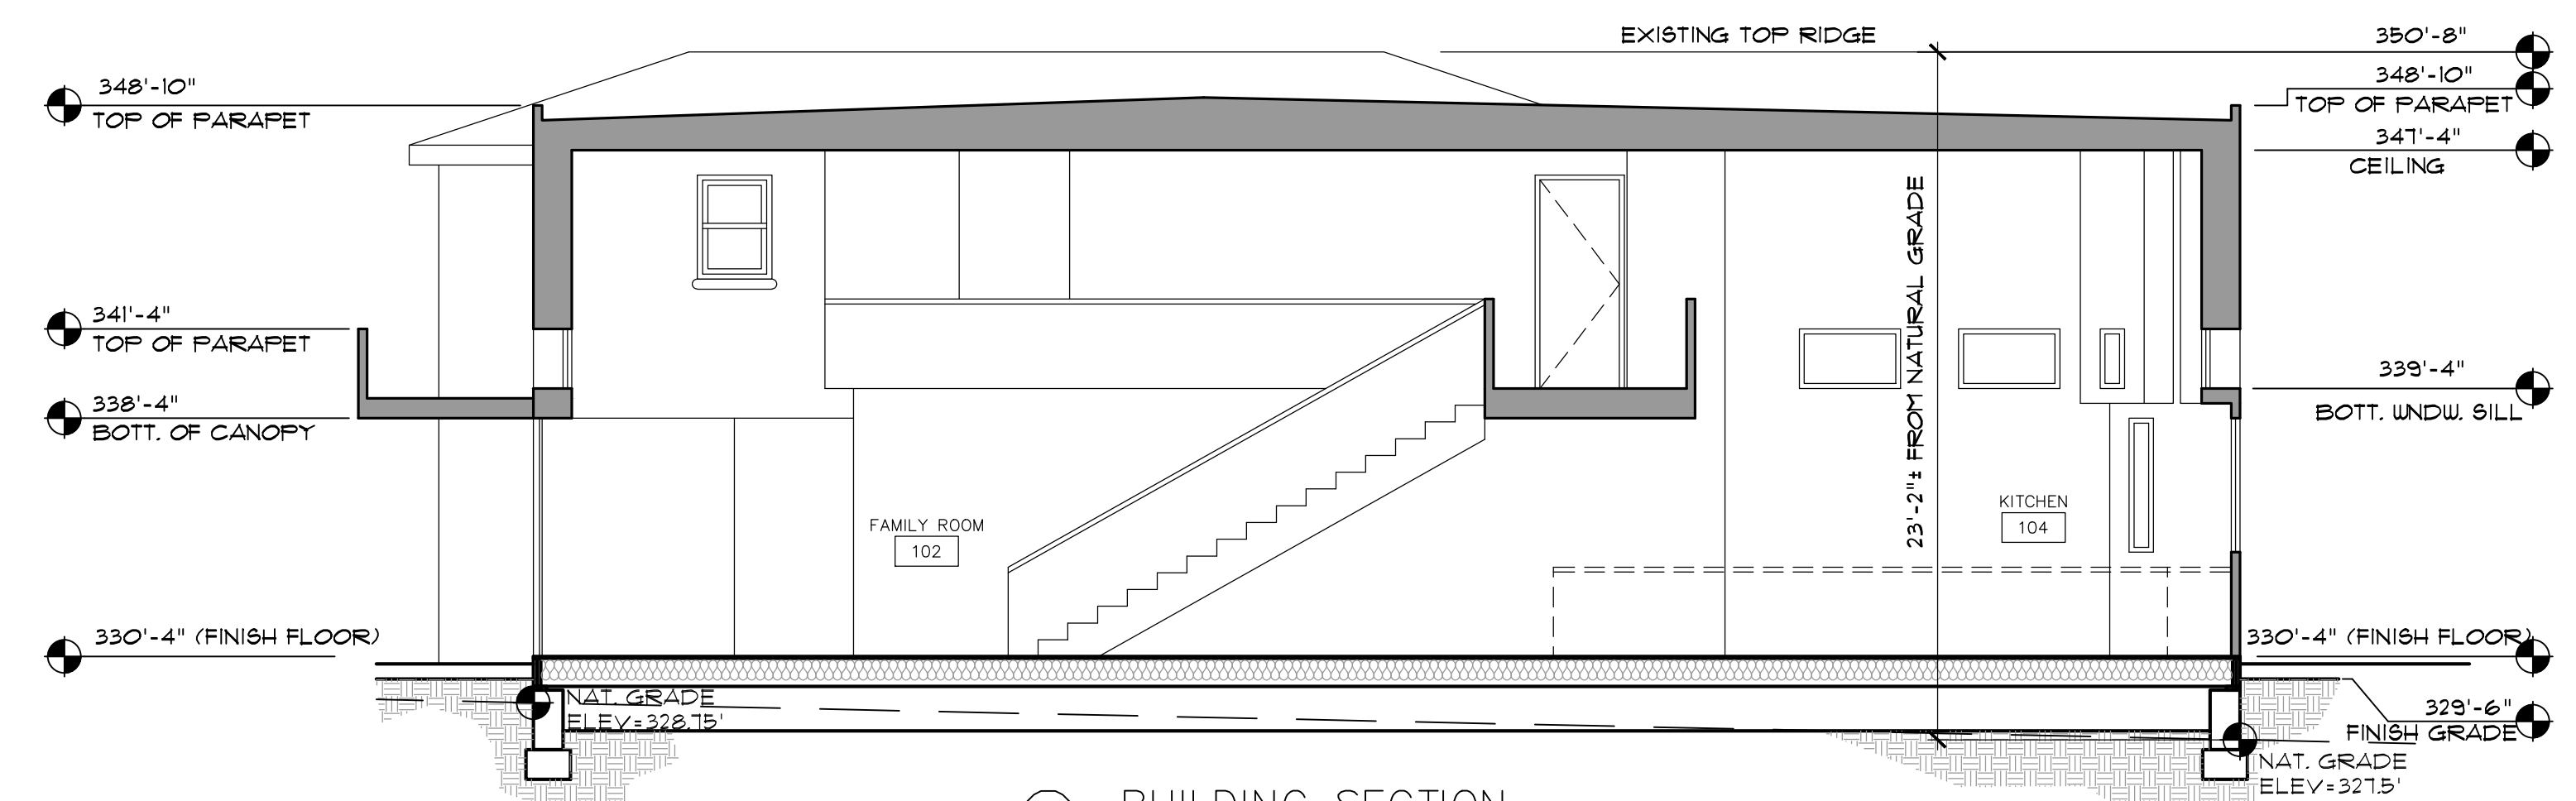 EXISTING TOP RIDGE
350'-8"
348'-10"
TOP OF PARAPET
348'-10"
TOP OF PARAPET
347'-4"
CEILING
23'-2"± FROM NATURAL GRADE
341'-4"
TOP OF PARAPET
339'-4"
BOTT. WNDW. SILL
338'-4"
BOTT. OF CANOPY
FAMILY ROOM
102
KITCHEN
104
330'-4" (FINISH FLOOR)
330'-4" (FINISH FLOOR)
NAT. GRADE
ELEV=328.75'
329'-6"
FINISH GRADE
NAT. GRADE
ELEV=327.5'
BUILDING SECTION